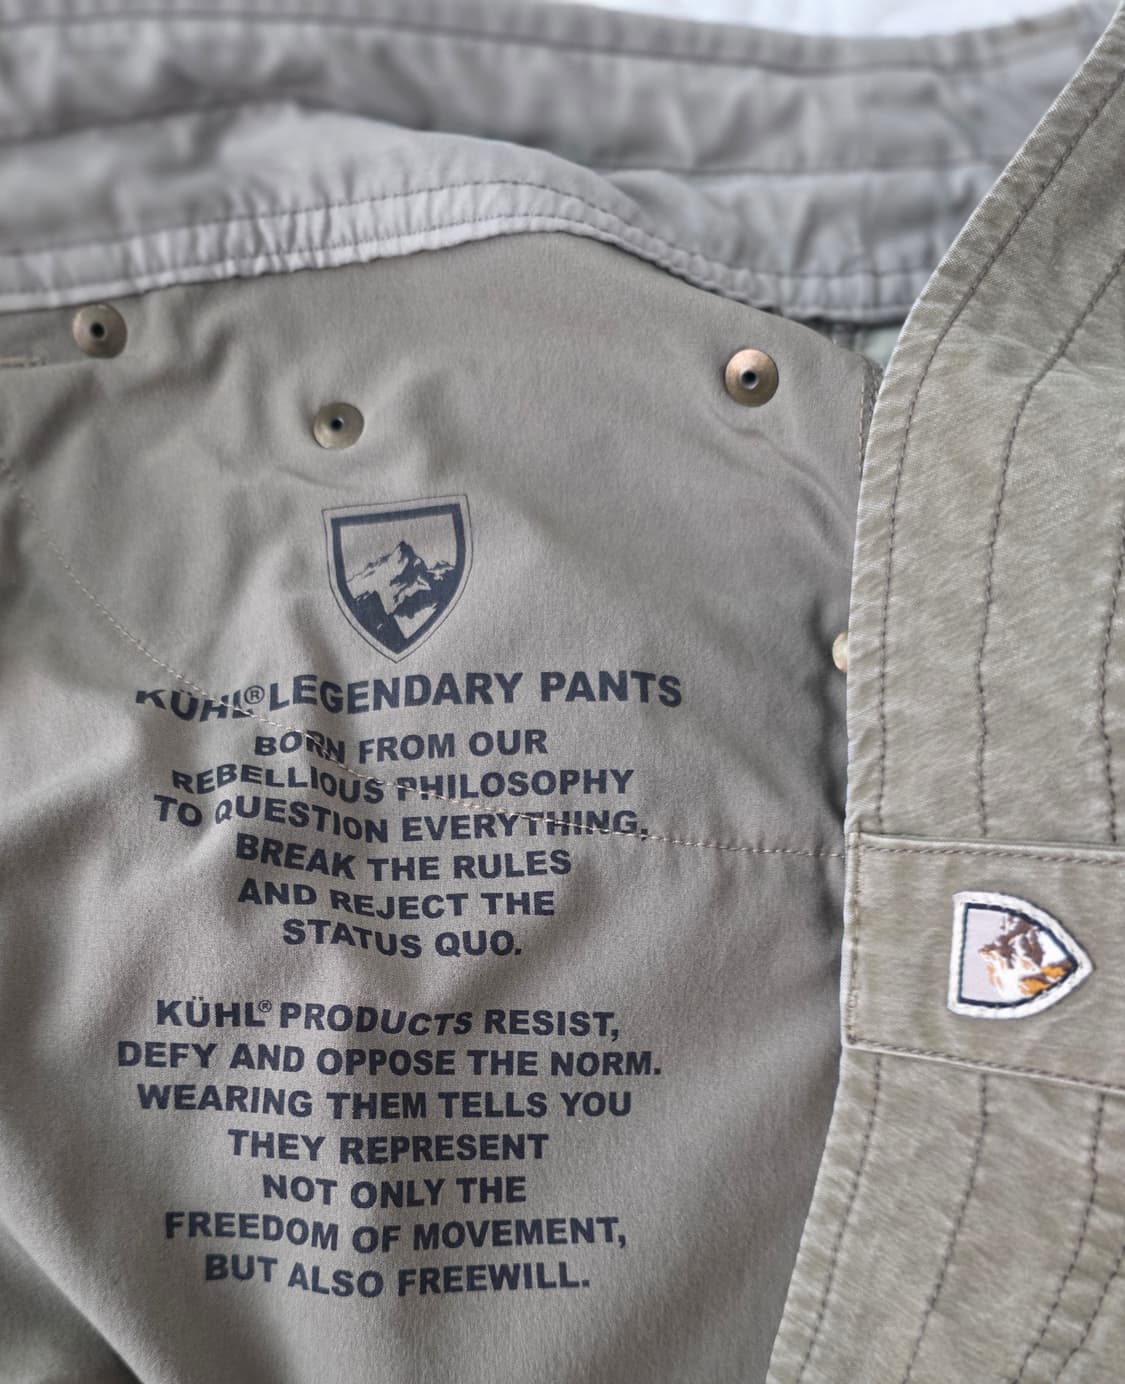 KÜHL® LEGENDARY PANTS
BORN FROM OUR
REBELLIOUS PHILOSOPHY
TO QUESTION EVERYTHING,
BREAK THE RULES
AND REJECT THE
STATUS QUO.
KÜHL® PRODUCTS RESIST,
DEFY AND OPPOSE THE NORM.
WEARING THEM TELLS YOU
THEY REPRESENT
NOT ONLY THE
FREEDOM OF MOVEMENT,
BUT ALSO FREEWILL.